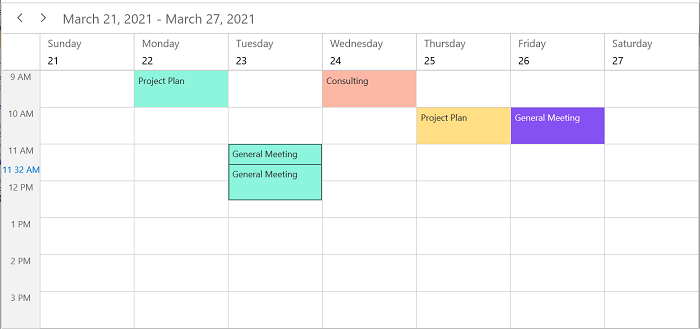 March 21, 2021 - March 27, 2021
Sunday Monday Tuesday Wednesday Thursday Friday Saturday
21 22 23 24 25 26 27
9 AM Project Plan Consulting
10 AM Project Plan General Meeting
11 AM General Meeting
11 32 AM General Meeting
12 PM
1 PM
2 PM
3 PM